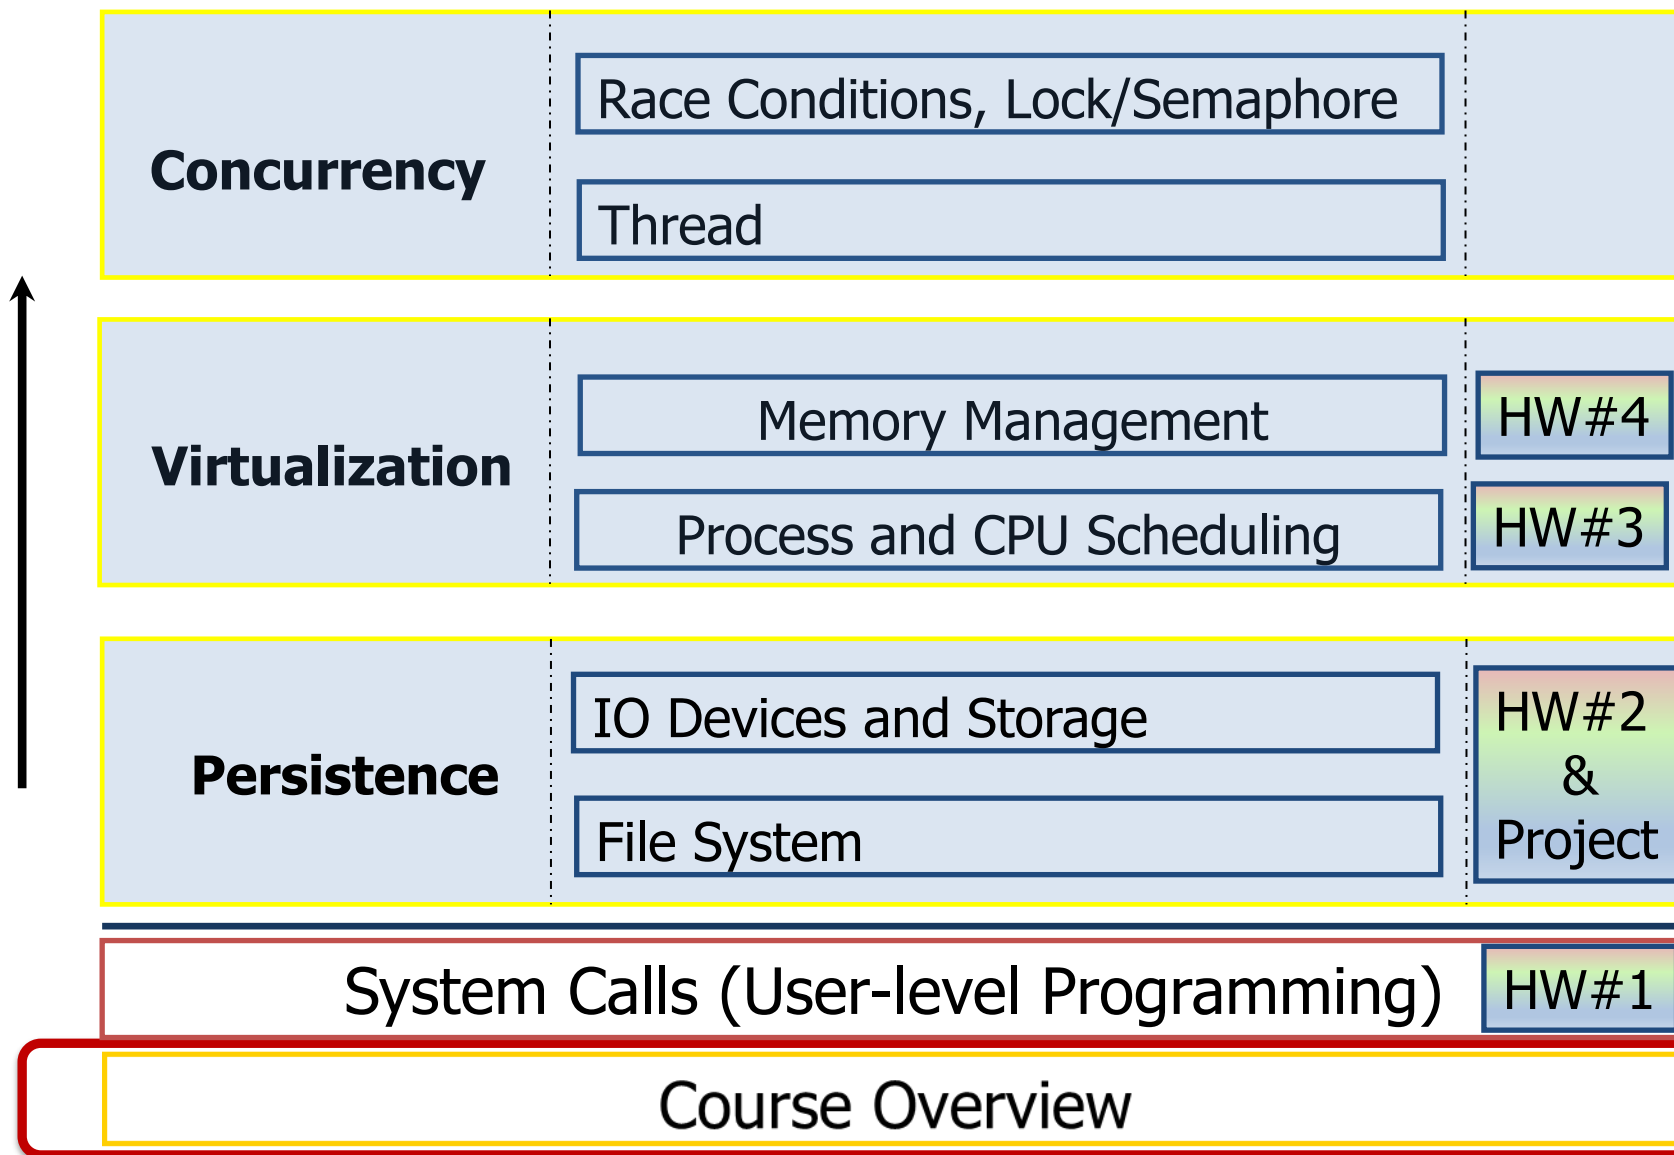 Race Conditions, Lock/Semaphore
Concurrency
Thread
Memory Management
HW#4
Virtualization
Process and CPU Scheduling
HW#3
IO Devices and Storage
HW#2
&
Project
Persistence
File System
System Calls (User-level Programming)
HW#1
Course Overview